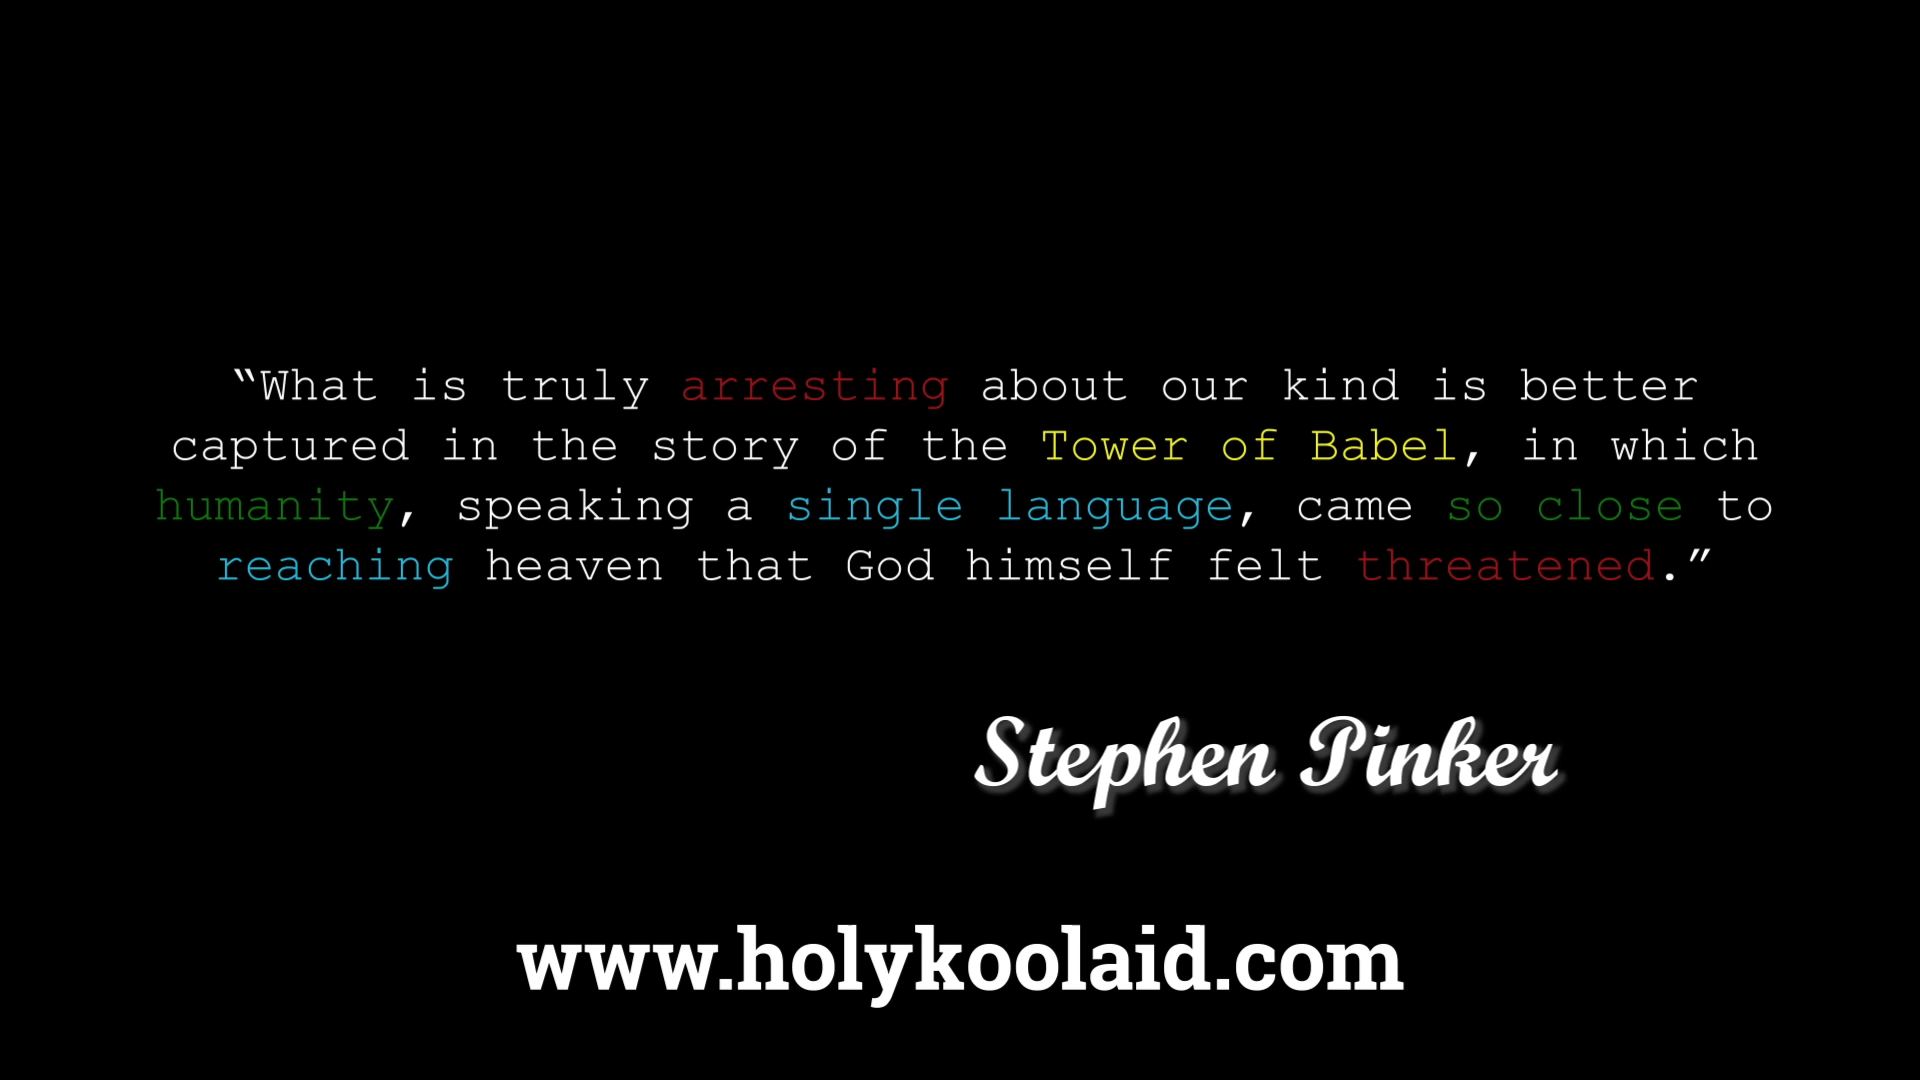 “What is truly arresting about our kind is better
captured in the story of the Tower of Babel, in which
humanity, speaking a single language, came so close to
reaching heaven that God himself felt threatened.”
Stephen Pinker
www.holykoolaid.com